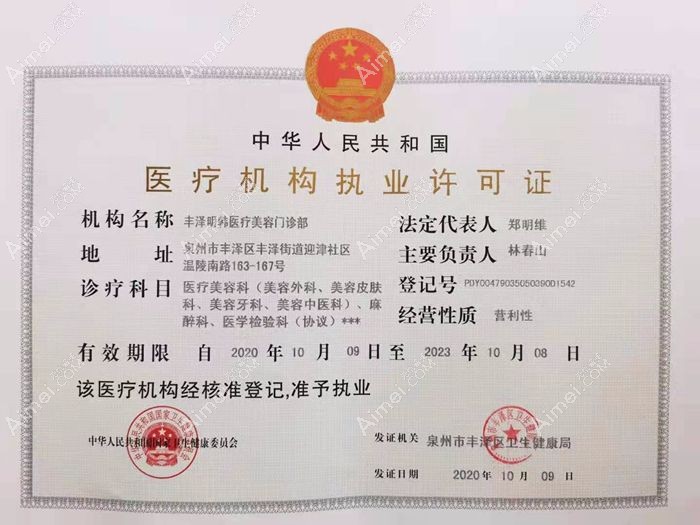 中华人民共和国
医疗机构执业许可证
机构名称 丰泽明韩医疗美容门诊部
法定代表人 郑明维
地址 泉州市丰泽区丰泽街道迎津社区
温陵南路163-167号
主要负责人 林春山
诊疗科目 医疗美容科（美容外科、美容皮肤
科、美容牙科、美容中医科）、麻
醉科、医学检验科（协议）***
登记号 PDY00479035050390D1542
经营性质 营利性
有效期限 自 2020 年 10 月 09 日至 2023 年 10 月 08 日
该医疗机构经核准登记,准予执业
中华人民共和国国家卫生健康委员会
发证机关 泉州市丰泽区卫生健康局
发证日期 2020 年 10 月 09 日
Aimei.COM